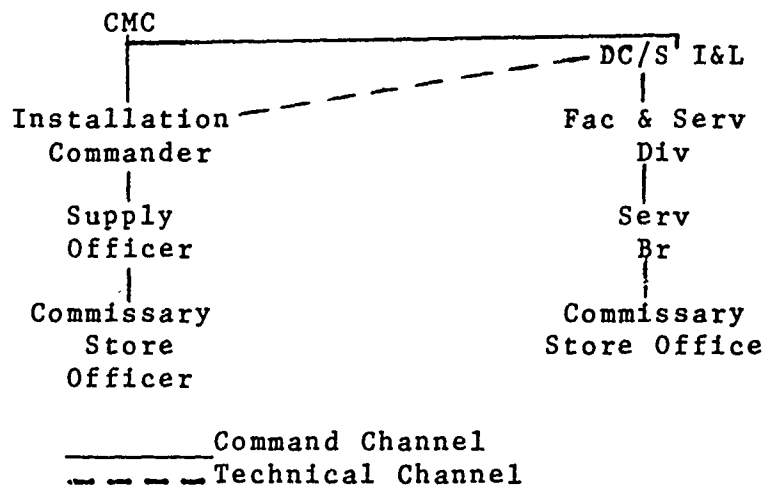 CMC
DC/S I&L
Installation
Commander
Fac & Serv
Div
Supply
Officer
Serv
Br
Commissary
Store
Officer
Commissary
Store Office
Command Channel
Technical Channel